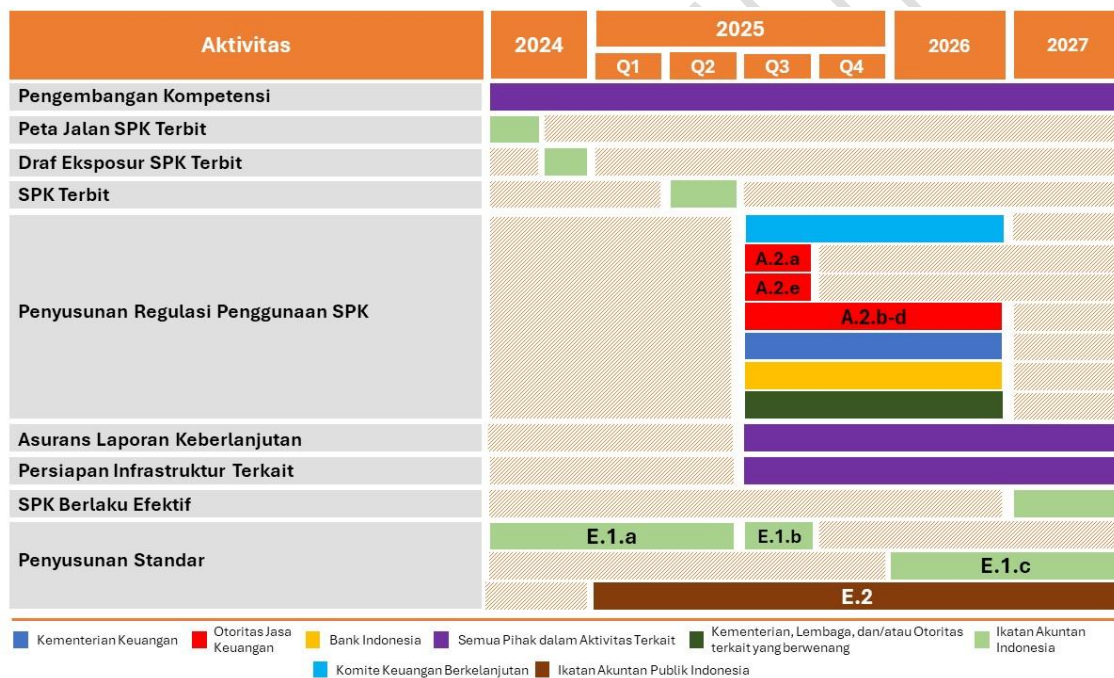 Aktivitas
2024
2025
2026
2027
Q1
Q2
Q3
Q4
Pengembangan Kompetensi
Peta Jalan SPK Terbit
Draf Eksposur SPK Terbit
SPK Terbit
Penyusunan Regulasi Penggunaan SPK
A.2.a
A.2.e
A.2.b-d
Asurans Laporan Keberlanjutan
Persiapan Infrastruktur Terkait
SPK Berlaku Efektif
Penyusunan Standar
E.1.a
E.1.b
E.1.c
E.2
Kementerian Keuangan
Otoritas Jasa
Keuangan
Bank Indonesia
Semua Pihak dalam Aktivitas Terkait
Kementerian, Lembaga, dan/atau Otoritas
terkait yang berwenang
Ikatan Akuntan
Indonesia
Komite Keuangan Berkelanjutan
Ikatan Akuntan Publik Indonesia